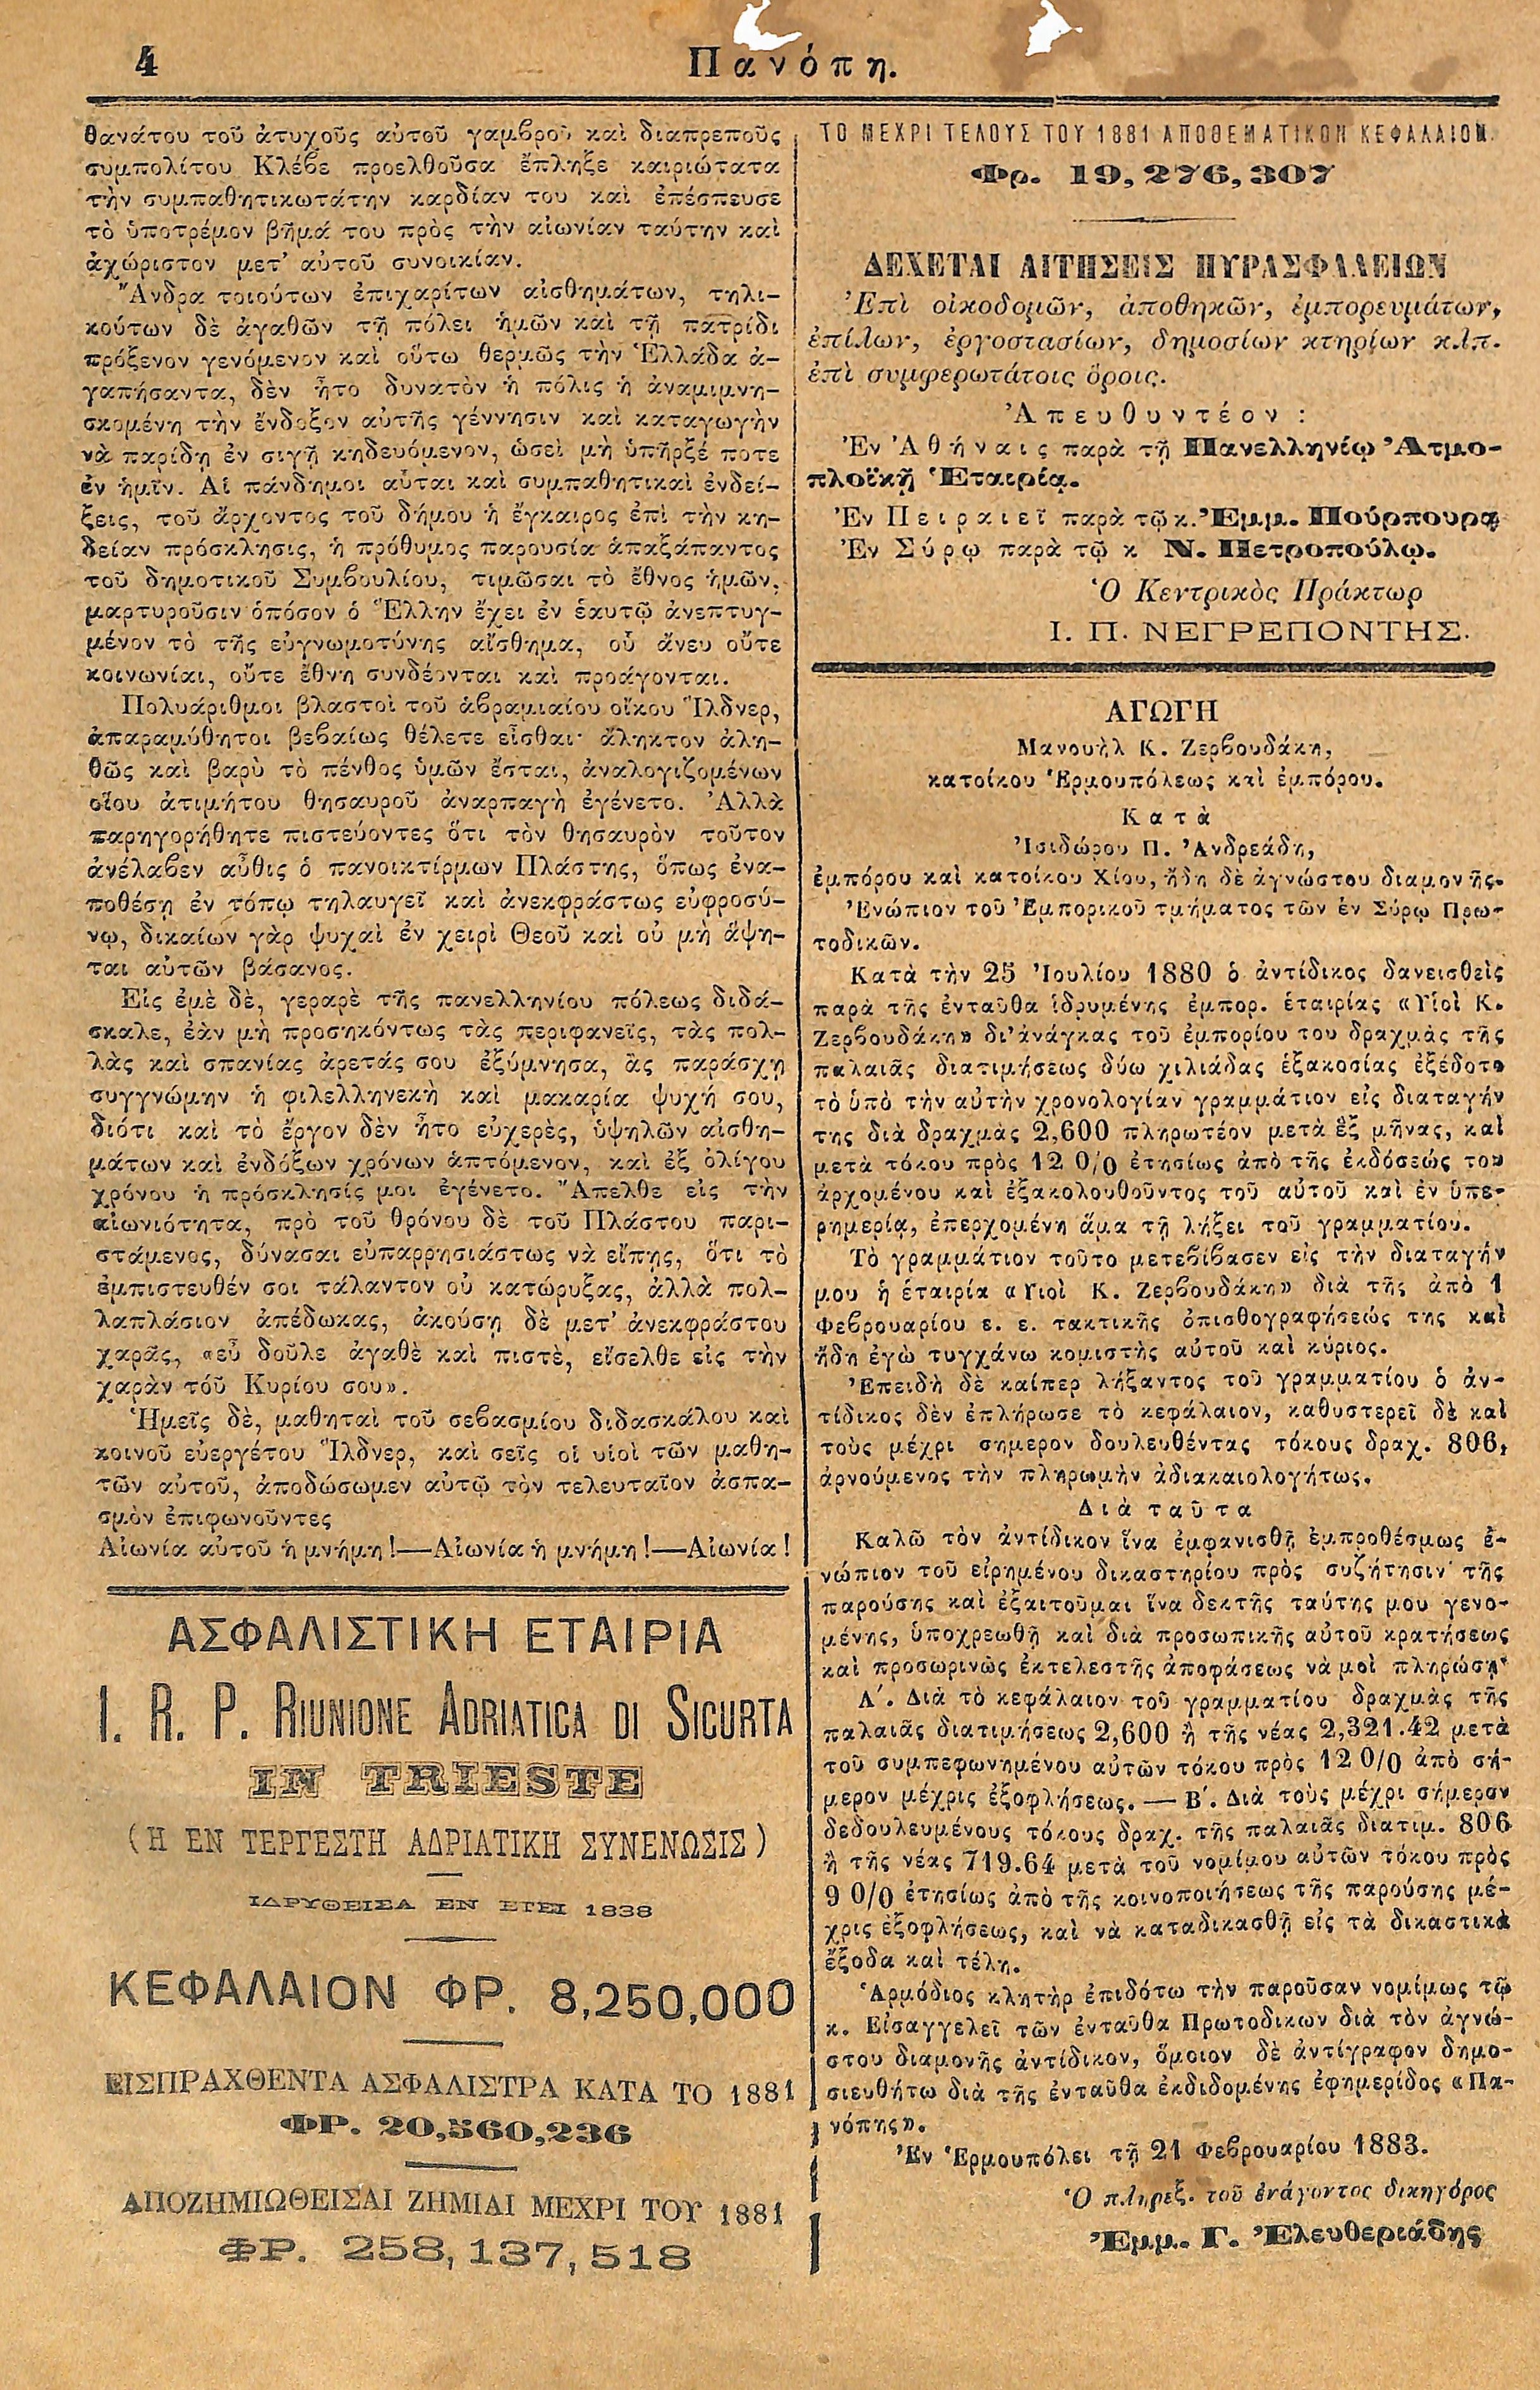 4
Πανόπη.
θανάτου τοῦ ἀτυχοῦς αὐτοῦ γαμβροῦ καὶ διαπρεποῦς
συμπολίτου Κλέβε προελθοῦσα ἔπληξε καιριώτατα
τὴν συμπαθητικωτάτην καρδίαν του καὶ ἐπέσπευσε
τὸ ὑποτρέμον βῆμά του πρὸς τὴν αἰωνίαν ταύτην καὶ
ἀχώριστον μετ’ αὐτοῦ συνοικίαν.
Ἄνδρα τοιούτων ἐπιχαρίτων αἰσθημάτων, τηλι-
κούτων δὲ ἀγαθῶν τῇ πόλει ἡμῶν καὶ τῇ πατρίδι
πρόξενον γενόμενον καὶ οὕτω θερμῶς τὴν Ἑλλάδα ἀ-
γαπήσαντα, δὲν ἦτο δυνατὸν ἡ πόλις ἡ ἀναμιμνη-
σκομένη τὴν ἔνδοξον αὐτῆς γέννησιν καὶ καταγωγὴν
νὰ παρίδῃ ἐν σιγῇ κηδευόμενον, ὡσεὶ μὴ ὑπῆρξέ ποτε
ἐν ἡμῖν. Αἱ πάνδημοι αὗται καὶ συμπαθητικαὶ ἐνδεί-
ξεις, τοῦ ἄρχοντος τοῦ δήμου ἡ ἔγκαιρος ἐπὶ τὴν κη-
δείαν πρόσκλησις, ἡ πρόθυμος παρουσία ἁπαξάπαντος
τοῦ δημοτικοῦ Συμβουλίου, τιμῶσαι τὸ ἔθνος ἡμῶν,
μαρτυροῦσιν ὁπόσον ὁ Ἕλλην ἔχει ἐν ἑαυτῷ ἀνεπτυγ-
μένον τὸ τῆς εὐγνωμοτύνης αἴσθημα, οὗ ἄνευ οὔτε
κοινωνίαι, οὔτε ἔθνη συνδέονται καὶ προάγονται.
Πολυάριθμοι βλαστοὶ τοῦ ἀβραμιαίου οἴκου Ἵλδνερ,
ἀπαραμύθητοι βεβαίως θέλετε εἶσθαι· ἄληκτον ἀλη-
θῶς καὶ βαρὺ τὸ πένθος ὑμῶν ἔσται, ἀναλογιζομένων
οἵου ἀτιμήτου θησαυροῦ ἀναρπαγὴ ἐγένετο. Ἀλλὰ
παρηγορήθητε πιστεύοντες ὅτι τὸν θησαυρὸν τοῦτον
ἀνέλαβεν αὖθις ὁ πανοικτίρμων Πλάστης, ὅπως ἐνα-
ποθέσῃ ἐν τόπῳ τηλαυγεῖ καὶ ἀνεκφράστως εὐφροσύ-
νῳ, δικαίων γὰρ ψυχαὶ ἐν χειρὶ Θεοῦ καὶ οὐ μὴ ἅψη-
ται αὐτῶν βάσανος.
Εἰς ἐμὲ δὲ, γεραρὲ τῆς πανελληνίου πόλεως διδά-
σκαλε, ἐὰν μὴ προσηκόντως τὰς περιφανεῖς, τὰς πολ-
λὰς καὶ σπανίας ἀρετάς σου ἐξύμνησα, ἂς παράσχῃ
συγγνώμην ἡ φιλελληνεκὴ καὶ μακαρία ψυχή σου,
διότι καὶ τὸ ἔργον δὲν ἦτο εὐχερὲς, ὑψηλῶν αἰσθη-
μάτων καὶ ἐνδόξων χρόνων ἁπτόμενον, καὶ ἐξ ὀλίγου
χρόνου ἡ πρόσκλησίς μοι ἐγένετο. Ἄπελθε εἰς τὴν
αἰωνιότητα, πρὸ τοῦ θρόνου δὲ τοῦ Πλάστου παρι-
στάμενος, δύνασαι εὐπαρρησιάστως νὰ εἴπῃς, ὅτι τὸ
ἐμπιστευθέν σοι τάλαντον οὐ κατώρυξας, ἀλλὰ πολ-
λαπλάσιον ἀπέδωκας, ἀκούσῃ δὲ μετ’ ἀνεκφράστου
χαρᾶς, «εὖ δοῦλε ἀγαθὲ καὶ πιστὲ, εἴσελθε εἰς τὴν
χαρὰν τοῦ Κυρίου σου».
Ἡμεῖς δὲ, μαθηταὶ τοῦ σεβασμίου διδασκάλου καὶ
κοινοῦ εὐεργέτου Ἵλδνερ, καὶ σεῖς οἱ υἱοὶ τῶν μαθη-
τῶν αὐτοῦ, ἀποδώσωμεν αὐτῷ τὸν τελευταῖον ἀσπα-
σμὸν ἐπιφωνοῦντες
Αἰωνία αὐτοῦ ἡ μνήμη!—Αἰωνία ἡ μνήμη!—Αἰωνία!
ΑΣΦΑΛΙΣΤΙΚΗ ΕΤΑΙΡΙΑ
I. R. P. RIUNIONE ADRIATICA DI SICURTA
IN TRIESTE
(Η ΕΝ ΤΕΡΓΕΣΤΗ ΑΔΡΙΑΤΙΚΗ ΣΥΝΕΝΩΣΙΣ)
ΙΔΡΥΘΕΙΣΑ ΕΝ ΕΤΕΙ 1838
ΚΕΦΑΛΑΙΟΝ ΦΡ. 8,250,000
ΕΙΣΠΡΑΧΘΕΝΤΑ ΑΣΦΑΛΙΣΤΡΑ ΚΑΤΑ ΤΟ 1881
ΦΡ. 20,560,236
ΑΠΟΖΗΜΙΩΘΕΙΣΑΙ ΖΗΜΙΑΙ ΜΕΧΡΙ ΤΟΥ 1881
ΦΡ. 258,137,518
ΤΟ ΜΕΧΡΙ ΤΕΛΟΥΣ ΤΟΥ 1881 ΑΠΟΘΕΜΑΤΙΚΟΝ ΚΕΦΑΛΑΙΟΝ.
Φρ. 19,276,307
ΔΕΧΕΤΑΙ ΑΙΤΗΣΕΙΣ ΠΥΡΑΣΦΑΛΕΙΩΝ
Ἐπὶ οἰκοδομῶν, ἀποθηκῶν, ἐμπορευμάτων,
ἐπίπλων, ἐργοστασίων, δημοσίων κτηρίων κλπ.
ἐπὶ συμφερωτάτοις ὅροις.
Ἀπευθυντέον:
Ἐν Ἀθήναις παρὰ τῇ Πανελληνίῳ Ἀτμο-
πλοϊκῇ Ἑταιρίᾳ.
Ἐν Πειραιεῖ παρὰ τῷ κ. Ἐμμ. Πούρπουρᾳ
Ἐν Σύρῳ παρὰ τῷ κ Ν. Πετροπούλῳ.
Ὁ Κεντρικὸς Πράκτωρ
Ι. Π. ΝΕΓΡΕΠΟΝΤΗΣ.
ΑΓΩΓΗ
Μανουὴλ Κ. Ζερβουδάκη,
κατοίκου Ἑρμουπόλεως καὶ ἐμπόρου.
Κατὰ
Ἰσιδώρου Π. Ἀνδρεάδη,
ἐμπόρου καὶ κατοίκου Χίου, ἤδη δὲ ἀγνώστου διαμονῆς.
Ἐνώπιον τοῦ Ἐμπορικοῦ τμήματος τῶν ἐν Σύρῳ Πρω-
τοδικῶν.
Κατὰ τὴν 25 Ἰουλίου 1880 ὁ ἀντίδικος δανεισθεὶς
παρὰ τῆς ἐνταῦθα ἱδρυμένης ἐμπορ. ἑταιρίας «Υἱοὶ Κ.
Ζερβουδάκη» δι’ ἀνάγκας τοῦ ἐμπορίου του δραχμὰς τῆς
παλαιᾶς διατιμήσεως δύω χιλιάδας ἑξακοσίας ἐξέδοτο
τὸ ὑπὸ τὴν αὐτὴν χρονολογίαν γραμμάτιον εἰς διαταγήν
της διὰ δραχμὰς 2,600 πληρωτέον μετὰ ἓξ μῆνας, καὶ
μετὰ τόκου πρὸς 12 0/0 ἐτησίως ἀπὸ τῆς ἐκδόσεώς του
ἀρχομένου καὶ ἐξακολουθοῦντος τοῦ αὐτοῦ καὶ ἐν ὑπε-
ρημερίᾳ, ἐπερχομένῃ ἅμα τῇ λήξει τοῦ γραμματίου.
Τὸ γραμμάτιον τοῦτο μετεβίβασεν εἰς τὴν διαταγήν
μου ἡ ἑταιρία «Υιοὶ Κ. Ζερβουδάκη» διὰ τῆς ἀπὸ 1
Φεβρουαρίου ε. ε. τακτικῆς ὀπισθογραφήσεώς της καὶ
ἤδη ἐγὼ τυγχάνω κομιστὴς αὐτοῦ καὶ κύριος.
Ἐπειδὴ δὲ καίπερ λήξαντος τοῦ γραμματίου ὁ ἀν-
τίδικος δὲν ἐπλήρωσε τὸ κεφάλαιον, καθυστερεῖ δὲ καὶ
τοὺς μέχρι σημερον δουλευθέντας τόκους δραχ. 806,
ἀρνούμενος τὴν πληρωμὴν ἀδιακαιολογήτως.
Διὰ ταῦτα
Καλῶ τὸν ἀντίδικον ἵνα ἐμφανισθῇ ἐμπροθέσμως ἐ-
νώπιον τοῦ εἰρημένου δικαστηρίου πρὸς συζήτησιν τῆς
παρούσης καὶ ἐξαιτοῦμαι ἵνα δεκτῆς ταύτης μου γενο-
μένης, ὑποχρεωθῇ καὶ διὰ προσωπικῆς αὐτοῦ κρατήσεως
καὶ προσωρινῶς ἐκτελεστῆς ἀποφάσεως νὰ μοὶ πληρώσῃ·
Α΄. Διὰ τὸ κεφάλαιον τοῦ γραμματίου δραχμὰς τῆς
παλαιᾶς διατιμήσεως 2,600 ἢ τῆς νέας 2,321.42 μετὰ
τοῦ συμπεφωνημένου αὐτῶν τόκου πρὸς 12 0/0 ἀπὸ σή-
μερον μέχρις ἐξοφλήσεως. — Β΄. Διὰ τοὺς μέχρι σήμερον
δεδουλευμένους τόκους δραχ. τῆς παλαιᾶς διατιμ. 806
ἢ τῆς νέας 719.64 μετὰ τοῦ νομίμου αὐτῶν τόκου πρὸς
9 0/0 ἐτησίως ἀπὸ τῆς κοινοποιήσεως τῆς παρούσης μέ-
χρις ἐξοφλήσεως, καὶ νὰ καταδικασθῇ εἰς τὰ δικαστικὰ
ἔξοδα καὶ τέλη.
Ἁρμόδιος κλητὴρ ἐπιδότω τὴν παροῦσαν νομίμως τῷ
κ. Εἰσαγγελεῖ τῶν ἐνταῦθα Πρωτοδικων διὰ τὸν ἀγνώ-
στου διαμονῆς ἀντίδικον, ὅμοιον δὲ ἀντίγραφον δημο-
σιευθήτω διὰ τῆς ἐνταῦθα ἐκδιδομένης ἐφημερίδος «Πα-
νόπης».
Ἐν Ἑρμουπόλει τῇ 21 Φεβρουαρίου 1883.
Ὁ πληρεξ. τοῦ ἐνάγοντος δικηγόρος
Ἐμμ. Γ. Ἐλευθεριάδης